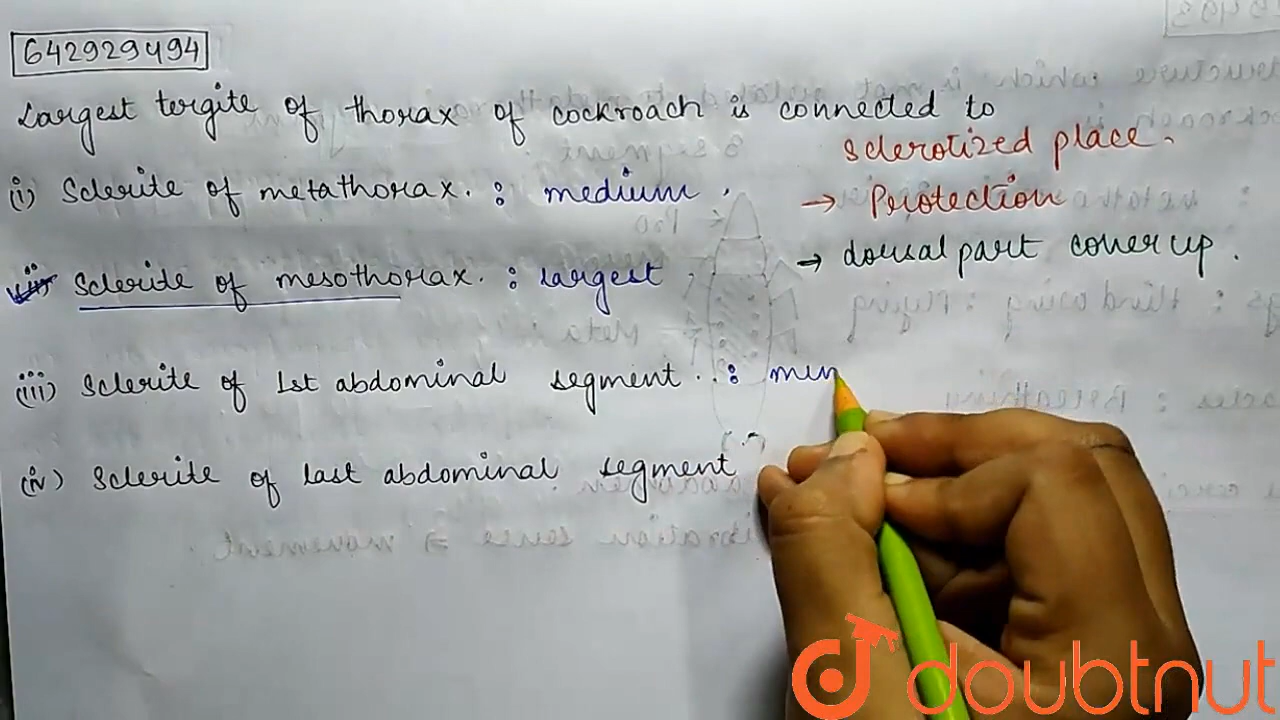 642929494
Largest tergite of thorax of cockroach is connected to
sclerotized place.
(i) Sclerite of metathorax. : medium.
→ Protection
(ii) Sclerite of mesothorax. : largest
→ dorsal part cover up.
(iii) Sclerite of 1st abdominal segment. : min
(iv) Sclerite of last abdominal segment
doubtnut